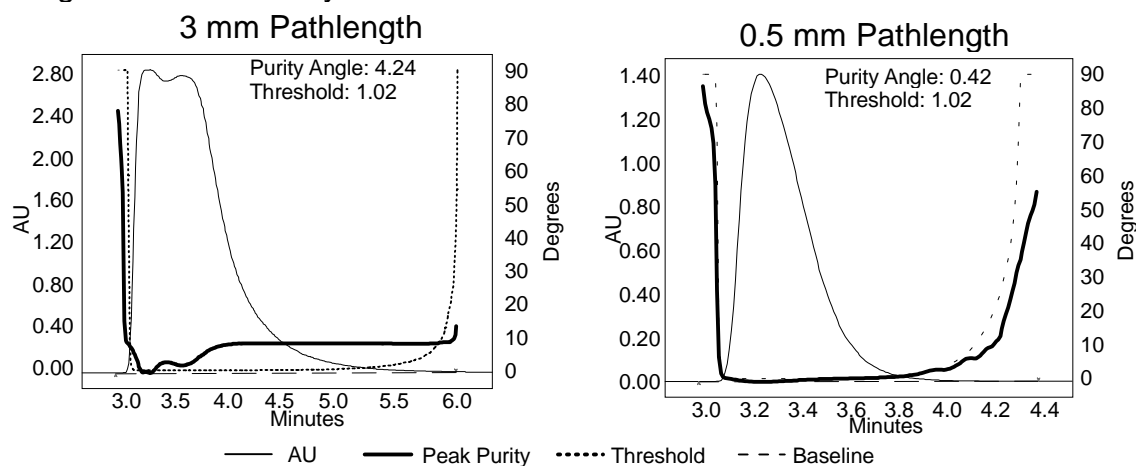 3 mm Pathlength
2.80
2.40
2.00
1.60
1.20
0.80
0.40
0.00
AU
Purity Angle: 4.24
Threshold: 1.02
90
80
70
60
50
40
30
20
10
0
Degrees
3.0 3.5 4.0 4.5 5.0 5.5 6.0
Minutes
0.5 mm Pathlength
1.40
1.20
1.00
0.80
0.60
0.40
0.20
0.00
AU
Purity Angle: 0.42
Threshold: 1.02
90
80
70
60
50
40
30
20
10
0
Degrees
3.0 3.2 3.4 3.6 3.8 4.0 4.2 4.4
Minutes
AU Peak Purity Threshold Baseline